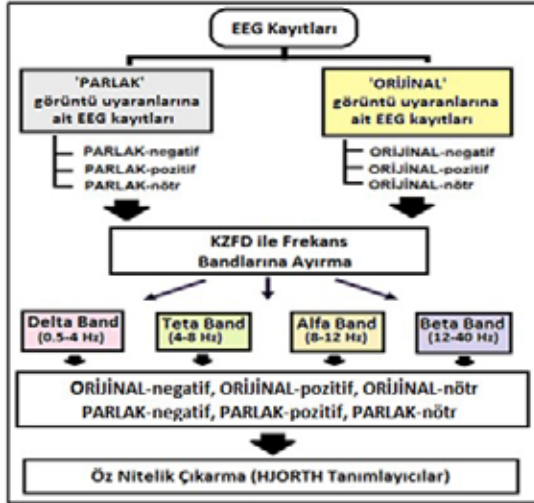 EEG Kayıtları
'PARLAK'
görüntü uyaranlarına
ait EEG kayıtları
PARLAK-negatif
PARLAK-pozitif
PARLAK-nötr
'ORİJİNAL'
görüntü uyaranlarına
ait EEG kayıtları
ORİJİNAL-negatif
ORİJİNAL-pozitif
ORİJİNAL-nötr
KZFD ile Frekans
Bandlarına Ayırma
Delta Band
(0.5-4 Hz)
Teta Band
(4-8 Hz)
Alfa Band
(8-12 Hz)
Beta Band
(12-40 Hz)
ORİJİNAL-negatif, ORİJİNAL-pozitif, ORİJİNAL-nötr
PARLAK-negatif, PARLAK-pozitif, PARLAK-nötr
Öz Nitelik Çıkarma (HJORTH Tanımlayıcılar)